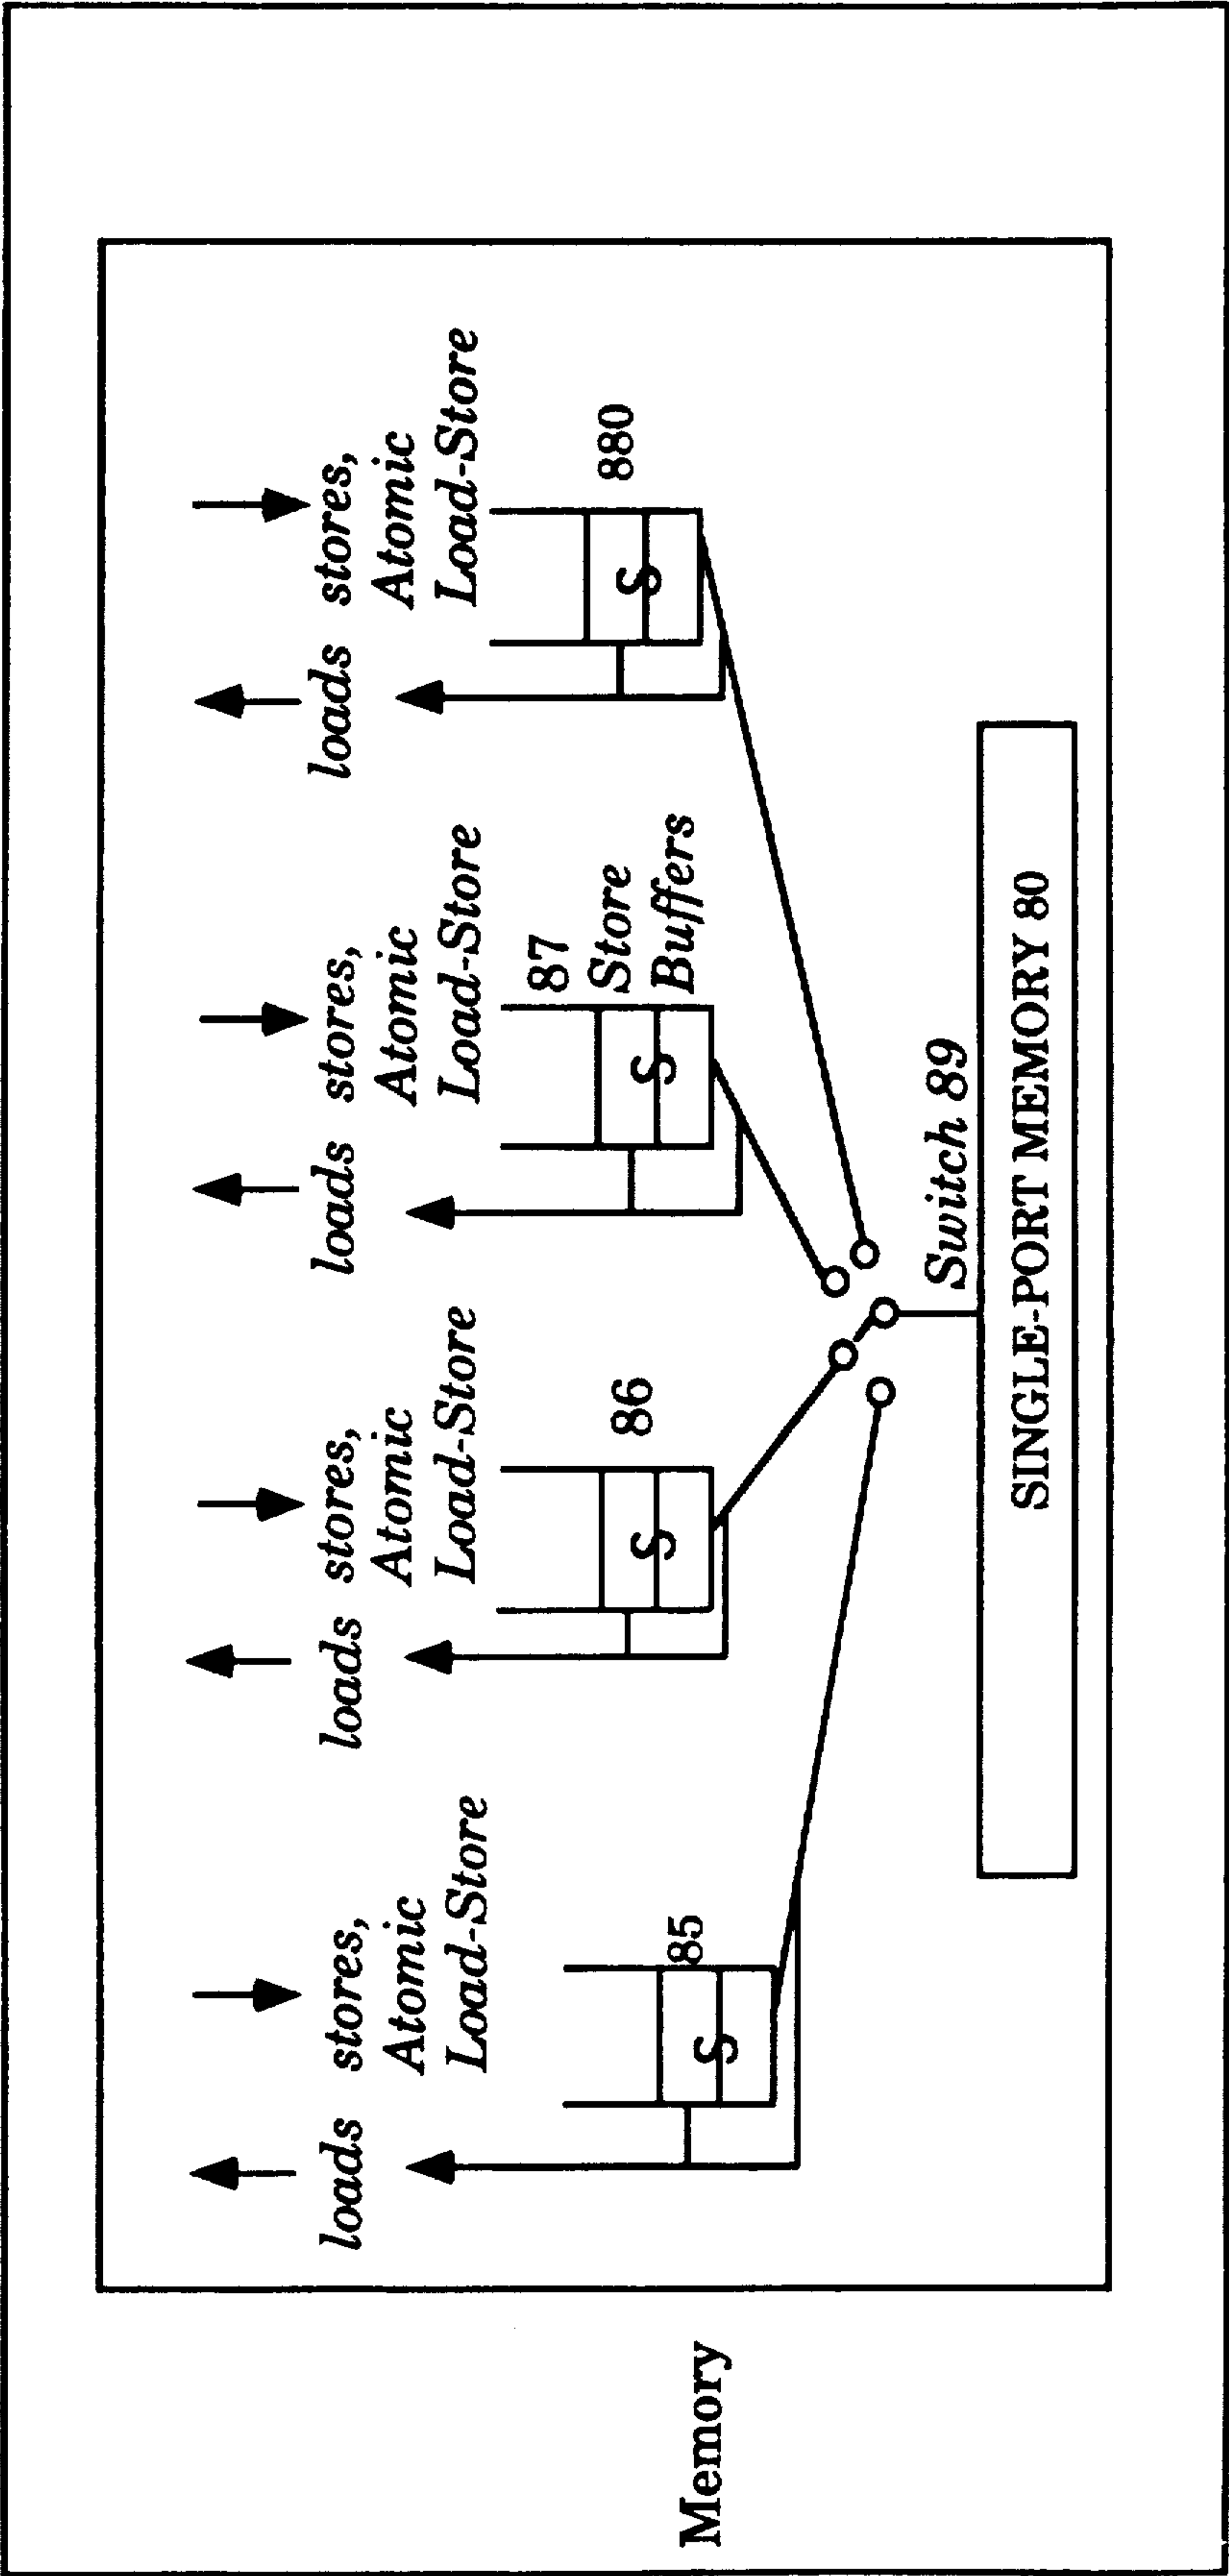 Memory
loads
stores,
Atomic
Load-Store
85
S
loads
stores,
Atomic
Load-Store
86
S
loads
stores,
Atomic
Load-Store
87
Store
Buffers
S
loads
stores,
Atomic
Load-Store
880
S
Switch 89
SINGLE-PORT MEMORY 80